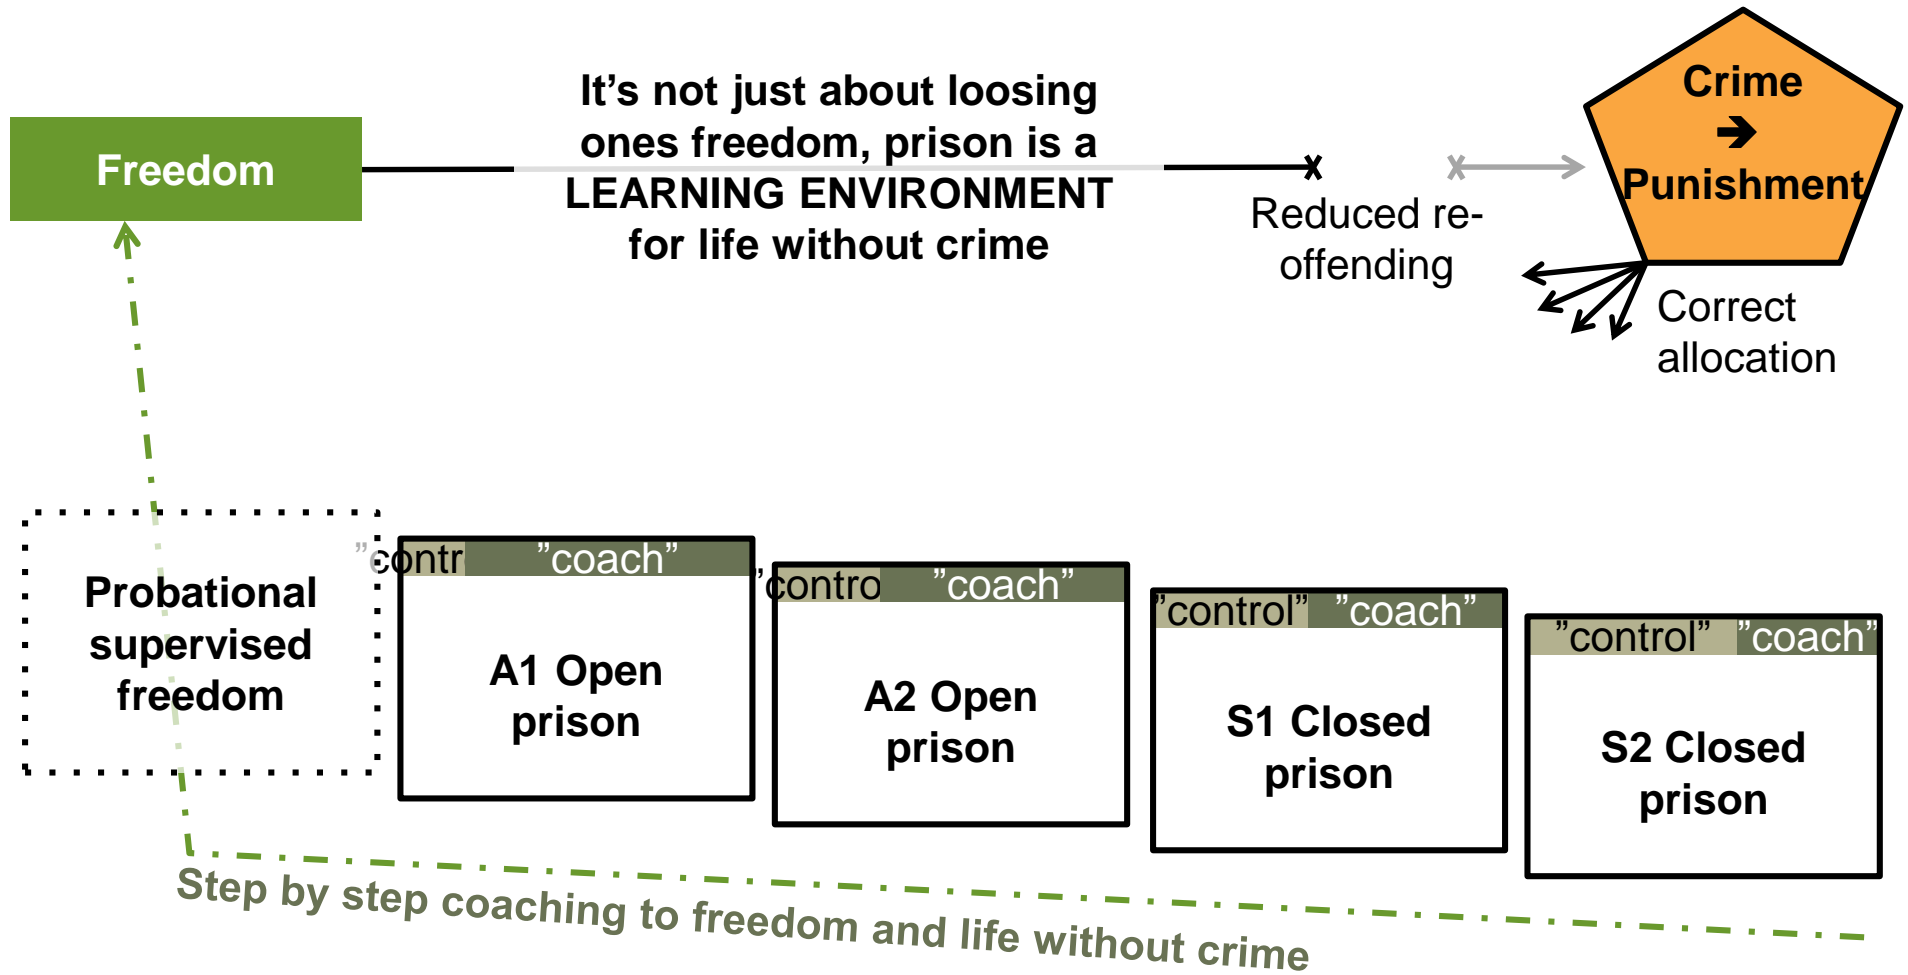 Freedom
It's not just about loosing
ones freedom, prison is a
LEARNING ENVIRONMENT
for life without crime
Reduced re-
offending
Crime
➔
Punishment
Correct
allocation
Probational
supervised
freedom
”contr
”coach”
A1 Open
prison
”contro
”coach”
A2 Open
prison
”control”
”coach”
S1 Closed
prison
”control”
”coach”
S2 Closed
prison
Step by step coaching to freedom and life without crime